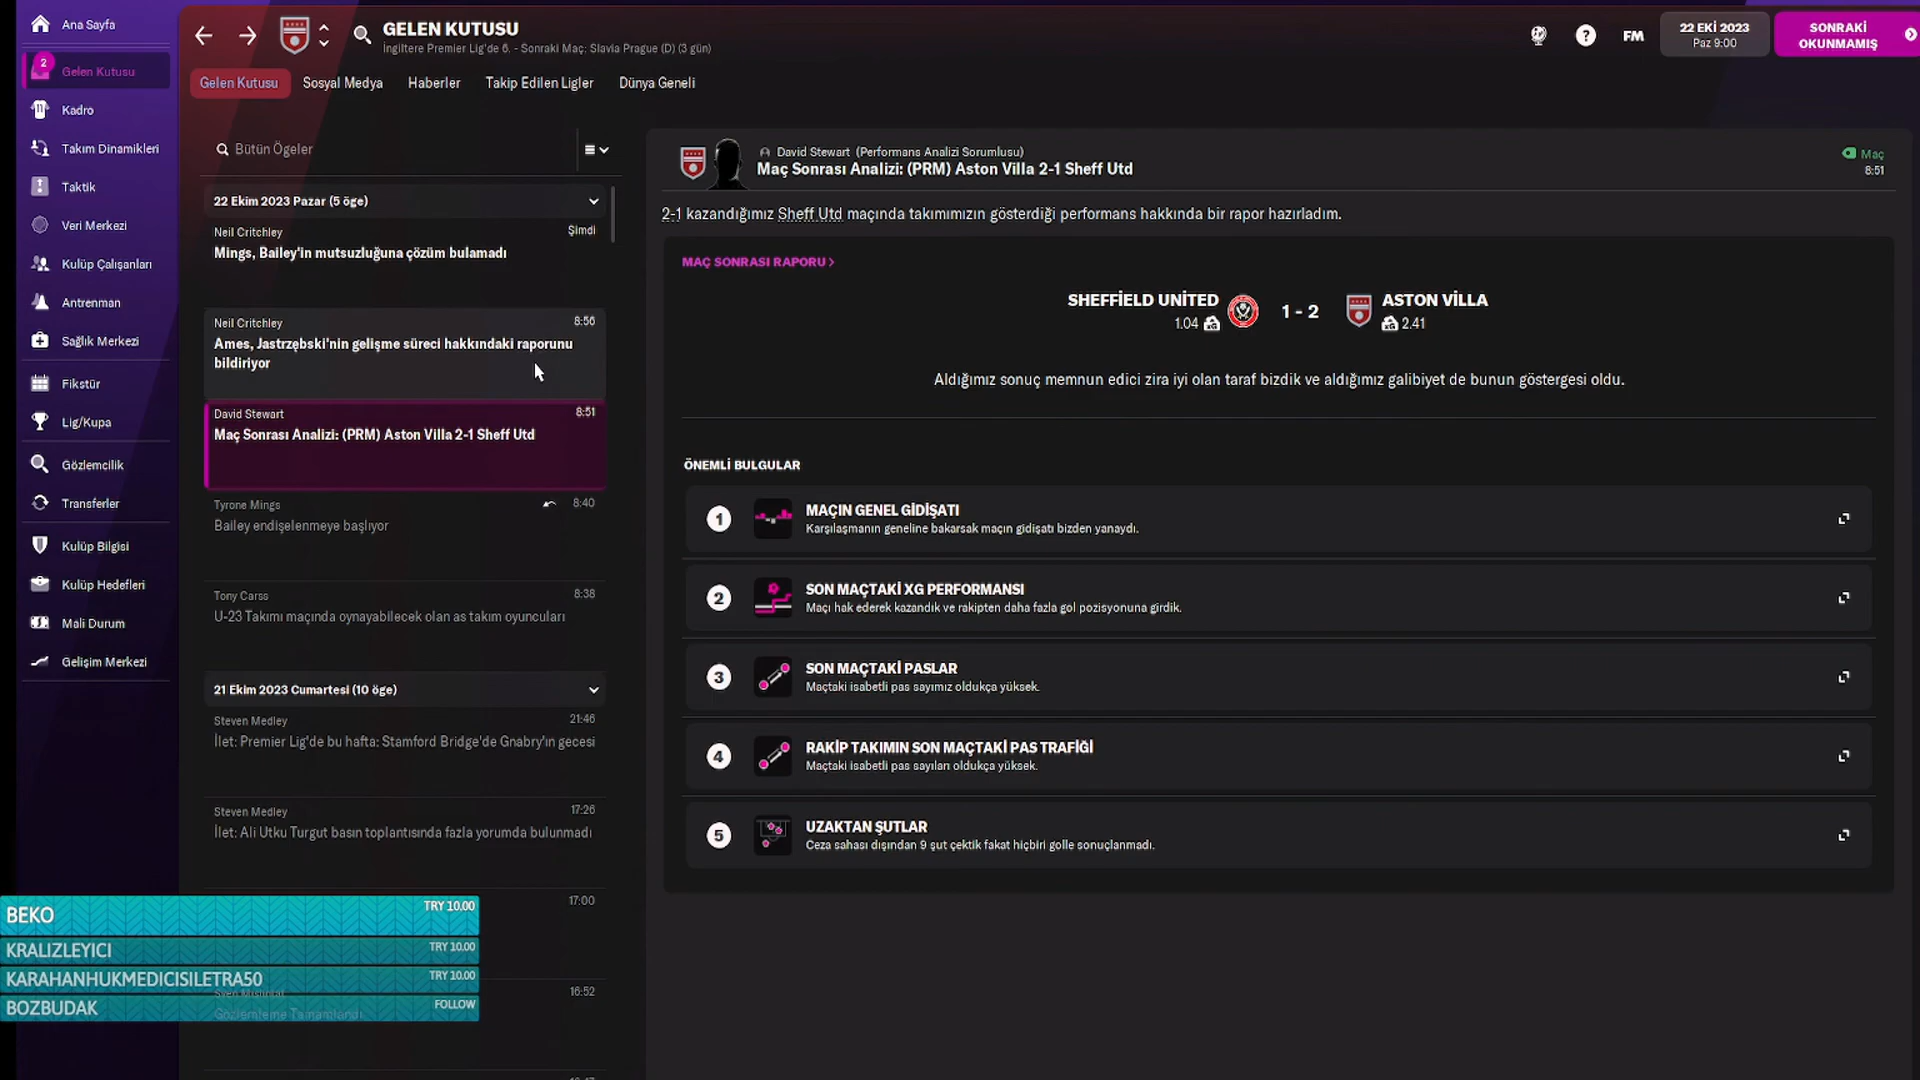 Ana Sayfa
2
Gelen Kutusu
Kadro
Takım Dinamikleri
Taktik
Veri Merkezi
Kulüp Çalışanları
Antrenman
Sağlık Merkezi
Fikstür
Lig/Kupa
Gözlemcilik
Transferler
Kulüp Bilgisi
Kulüp Hedefleri
Mali Durum
Gelişim Merkezi
GELEN KUTUSU
İngiltere Premier Lig'de 6. - Sonraki Maç: Slavia Prague (D) (3 gün)
FM
22 EKİ 2023
Paz 9:00
SONRAKİ
OKUNMAMIŞ
Gelen Kutusu
Sosyal Medya
Haberler
Takip Edilen Ligler
Dünya Geneli
Bütün Ögeler
22 Ekim 2023 Pazar (5 öge)
Neil Critchley
Şimdi
Mings, Bailey'in mutsuzluğuna çözüm bulamadı
Neil Critchley
8:56
Ames, Jastrzębski'nin gelişme süreci hakkındaki raporunu
bildiriyor
David Stewart
8:51
Maç Sonrası Analizi: (PRM) Aston Villa 2-1 Sheff Utd
Tyrone Mings
8:40
Bailey endişelenmeye başlıyor
Tony Carss
8:38
U-23 Takımı maçında oynayabilecek olan as takım oyuncuları
21 Ekim 2023 Cumartesi (10 öge)
Steven Medley
21:46
İlet: Premier Lig'de bu hafta: Stamford Bridge'de Gnabry'ın gecesi
Steven Medley
17:26
İlet: Ali Utku Turgut basın toplantısında fazla yorumda bulunmadı
17:00
16:52
Gözlemleme Tamamlandı
BEKO
TRY 10.00
KRALIZLEYICI
TRY 10.00
KARAHANHUKMEDICISILETRA50
TRY 10.00
BOZBUDAK
FOLLOW
David Stewart (Performans Analizi Sorumlusu)
Maç Sonrası Analizi: (PRM) Aston Villa 2-1 Sheff Utd
Maç
8:51
2-1 kazandığımız Sheff Utd maçında takımımızın gösterdiği performans hakkında bir rapor hazırladım.
MAÇ SONRASI RAPORU >
SHEFFİELD UNİTED
1.04 xG
1 - 2
ASTON VİLLA
xG 2.41
Aldığımız sonuç memnun edici zira iyi olan taraf bizdik ve aldığımız galibiyet de bunun göstergesi oldu.
ÖNEMLİ BULGULAR
1
MAÇIN GENEL GİDİŞATI
Karşılaşmanın geneline bakarsak maçın gidişatı bizden yanaydı.
2
SON MAÇTAKİ XG PERFORMANSI
Maçı hak ederek kazandık ve rakipten daha fazla gol pozisyonuna girdik.
3
SON MAÇTAKİ PASLAR
Maçtaki isabetli pas sayımız oldukça yüksek.
4
RAKİP TAKIMIN SON MAÇTAKİ PAS TRAFİĞİ
Maçtaki isabetli pas sayıları oldukça yüksek.
5
UZAKTAN ŞUTLAR
Ceza sahası dışından 9 şut çektik fakat hiçbiri golle sonuçlanmadı.